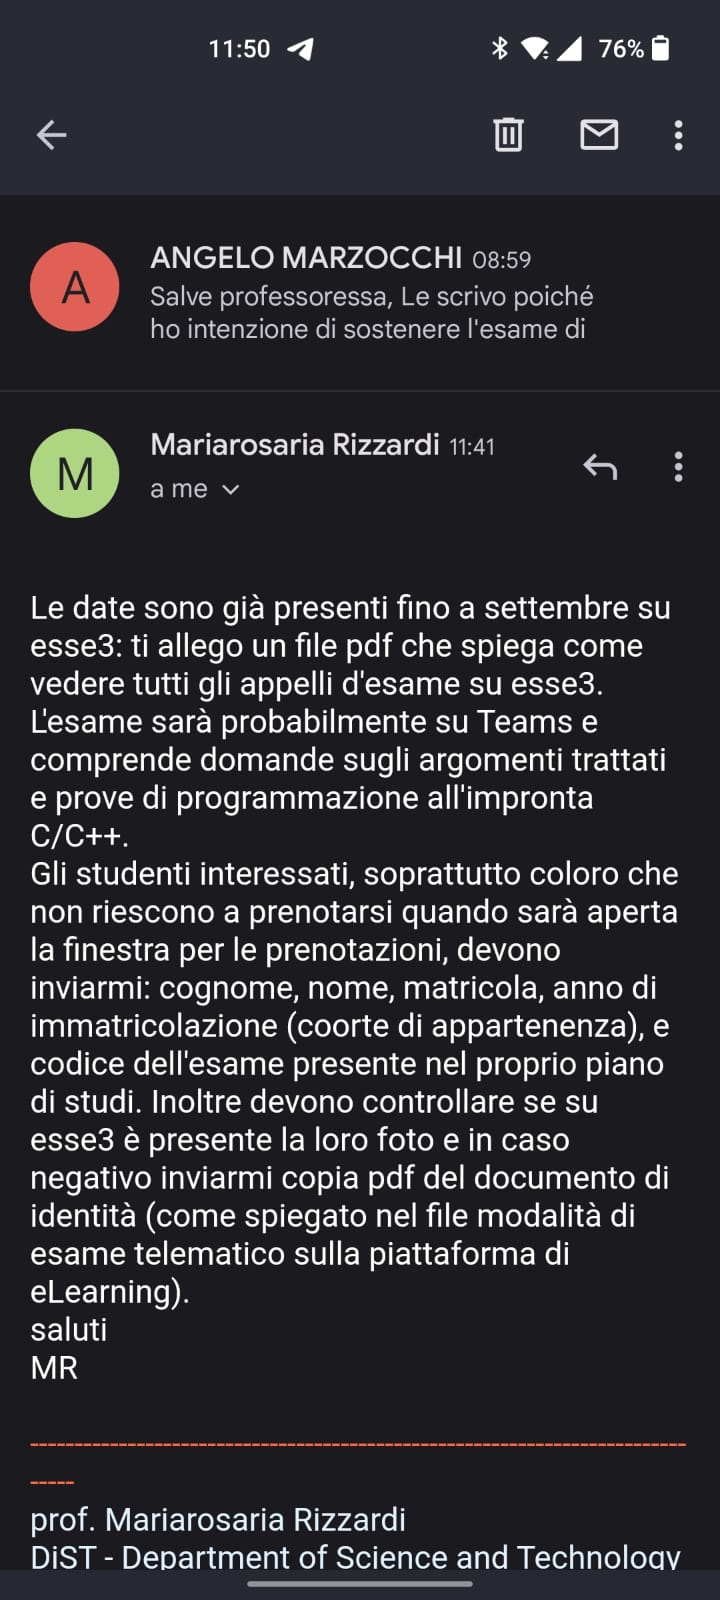 11:50
76%
A
ANGELO MARZOCCHI 08:59
Salve professoressa, Le scrivo poiché
ho intenzione di sostenere l'esame di
M
Mariarosaria Rizzardi 11:41
a me
Le date sono già presenti fino a settembre su
esse3: ti allego un file pdf che spiega come
vedere tutti gli appelli d'esame su esse3.
L'esame sarà probabilmente su Teams e
comprende domande sugli argomenti trattati
e prove di programmazione all'impronta
C/C++.
Gli studenti interessati, soprattutto coloro che
non riescono a prenotarsi quando sarà aperta
la finestra per le prenotazioni, devono
inviarmi: cognome, nome, matricola, anno di
immatricolazione (coorte di appartenenza), e
codice dell'esame presente nel proprio piano
di studi. Inoltre devono controllare se su
esse3 è presente la loro foto e in caso
negativo inviarmi copia pdf del documento di
identità (come spiegato nel file modalità di
esame telematico sulla piattaforma di
eLearning).
saluti
MR
prof. Mariarosaria Rizzardi
DiST - Department of Science and Technology